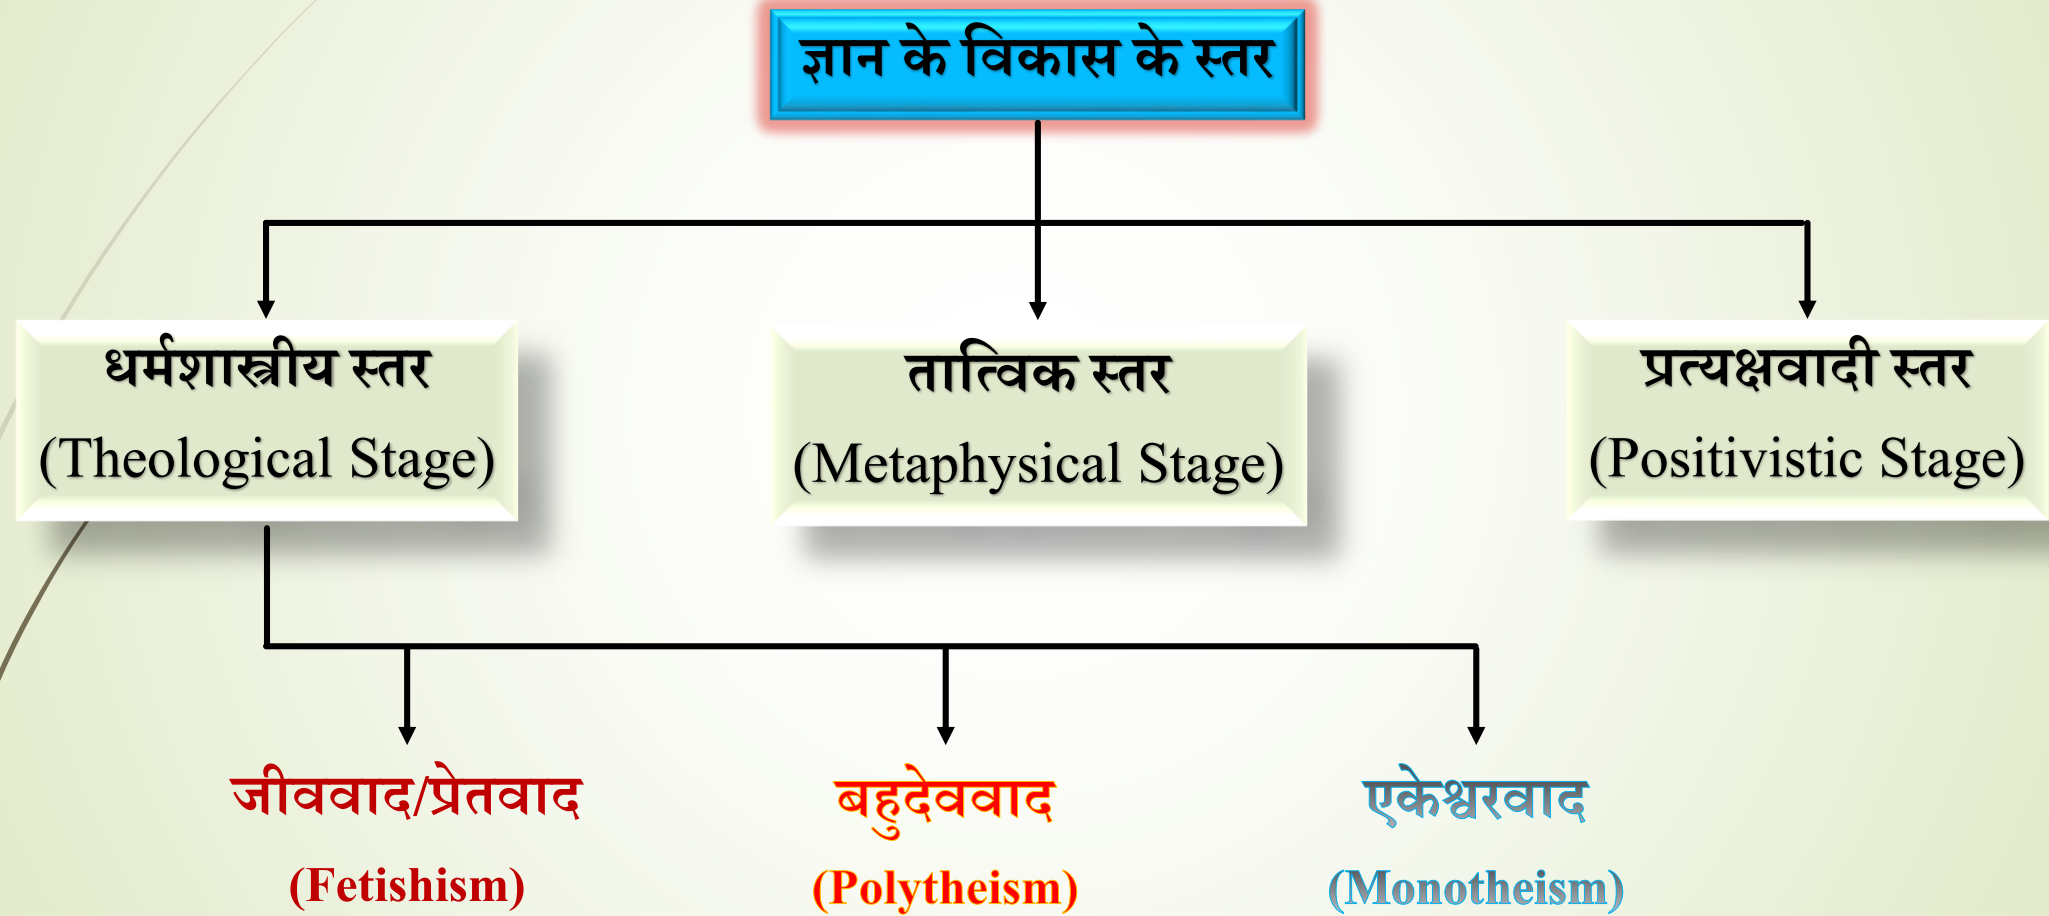 ज्ञान के विकास के स्तर
धर्मशास्त्रीय स्तर
(Theological Stage)
तात्विक स्तर
(Metaphysical Stage)
प्रत्यक्षवादी स्तर
(Positivistic Stage)
जीववाद/प्रेतवाद
(Fetishism)
बहुदेववाद
(Polytheism)
एकेश्वरवाद
(Monotheism)